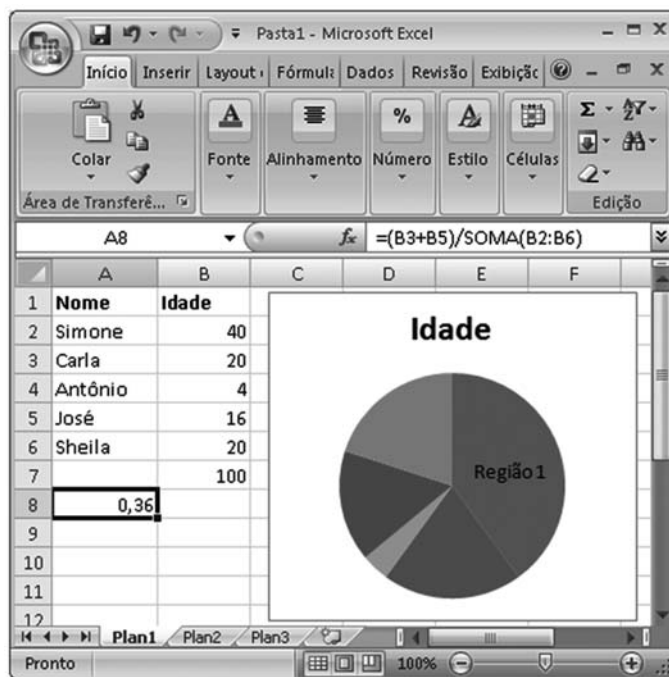 Pasta1 - Microsoft Excel
Início Inserir Layout Fórmula Dados Revisão Exibição
Colar Fonte Alinhamento Número Estilo Células
Área de Transferê... Edição
A8 fx =(B3+B5)/SOMA(B2:B6)
A B C D E F
1 Nome Idade
2 Simone 40
3 Carla 20
4 Antônio 4
5 José 16
6 Sheila 20
7 100
8 0,36
9
10
11
12
Idade
Região 1
Plan1 Plan2 Plan3
Pronto 100%